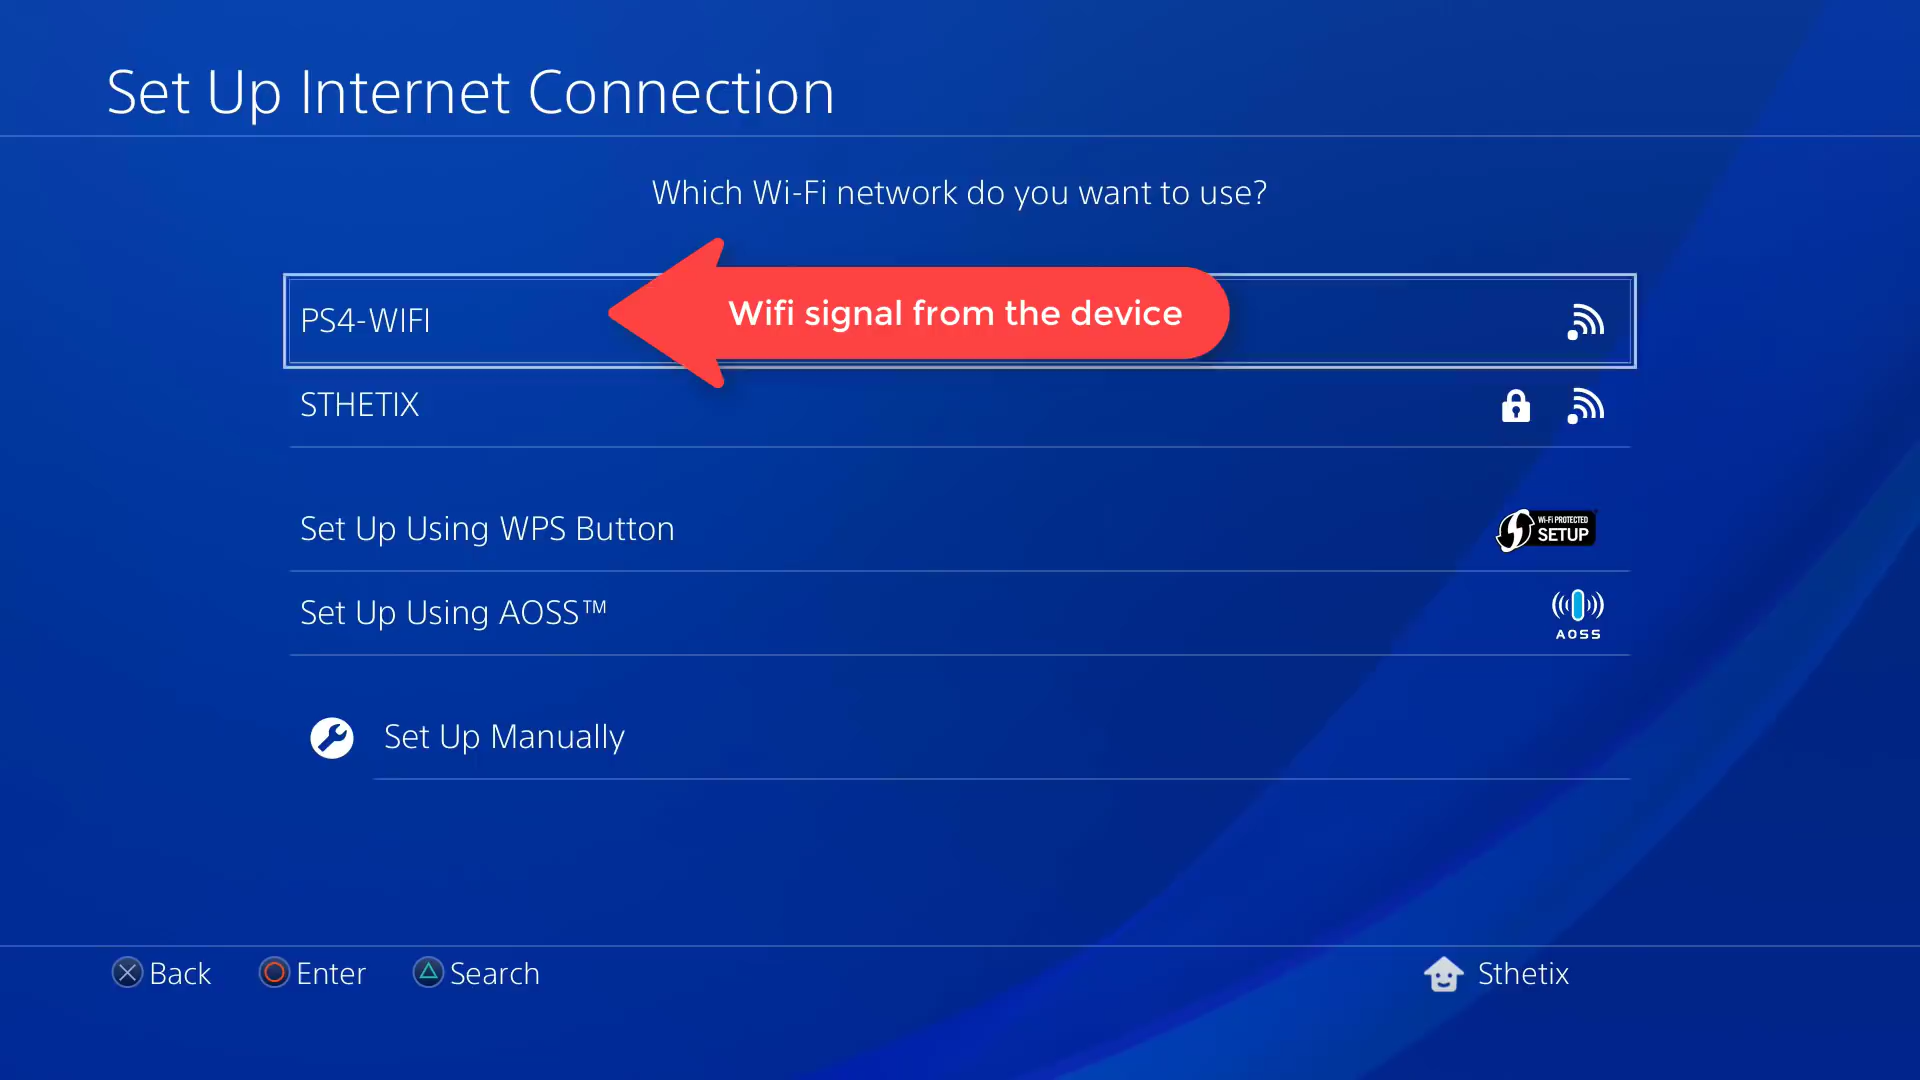 Set Up Internet Connection
Which Wi-Fi network do you want to use?
PS4-WIFI
Wifi signal from the device
STHETIX
Set Up Using WPS Button
Wi-Fi PROTECTED
SETUP
Set Up Using AOSS™
AOSS
Set Up Manually
Back Enter Search Sthetix